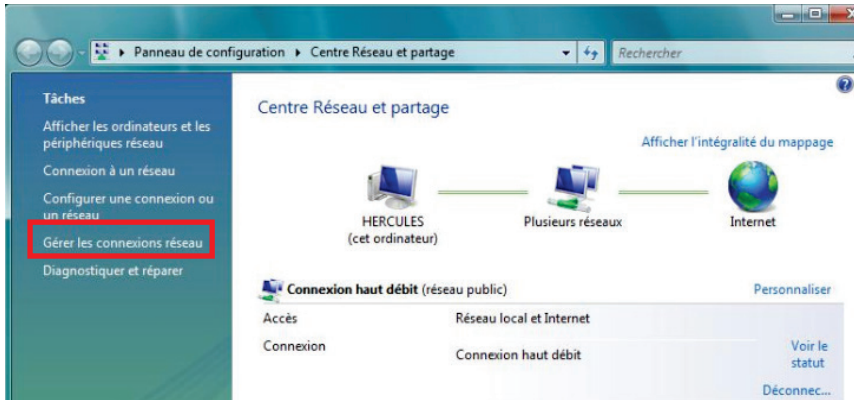 Panneau de configuration ▸ Centre Réseau et partage
Rechercher
Tâches
Afficher les ordinateurs et les
périphériques réseau
Connexion à un réseau
Configurer une connexion ou
un réseau
Gérer les connexions réseau
Diagnostiquer et réparer
Centre Réseau et partage
Afficher l'intégralité du mappage
HERCULES
(cet ordinateur)
Plusieurs réseaux
Internet
Connexion haut débit (réseau public)
Personnaliser
Accès
Réseau local et Internet
Connexion
Connexion haut débit
Voir le
statut
Déconnec...